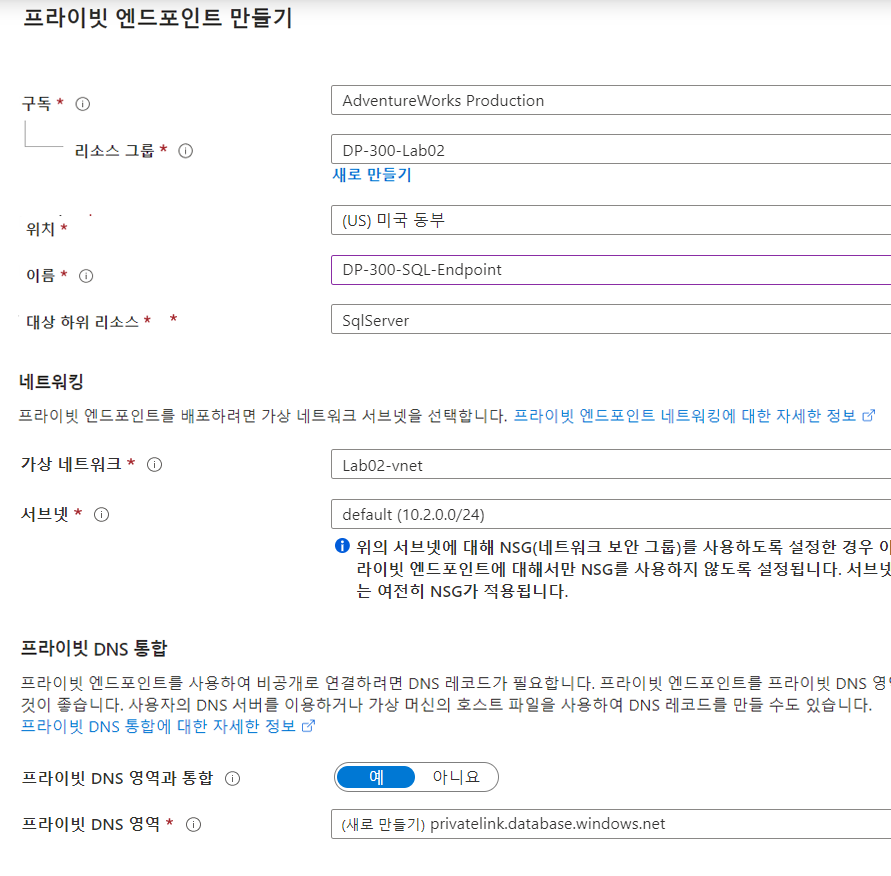 프라이빗 엔드포인트 만들기
구독 *
AdventureWorks Production
리소스 그룹 *
DP-300-Lab02
새로 만들기
위치 *
(US) 미국 동부
이름 *
DP-300-SQL-Endpoint
대상 하위 리소스 * *
SqlServer
네트워킹
프라이빗 엔드포인트를 배포하려면 가상 네트워크 서브넷을 선택합니다. 프라이빗 엔드포인트 네트워킹에 대한 자세한 정보
가상 네트워크 *
Lab02-vnet
서브넷 *
default (10.2.0.0/24)
위의 서브넷에 대해 NSG(네트워크 보안 그룹)를 사용하도록 설정한 경우
라이빗 엔드포인트에 대해서만 NSG를 사용하지 않도록 설정됩니다. 서브넷
는 여전히 NSG가 적용됩니다.
프라이빗 DNS 통합
프라이빗 엔드포인트를 사용하여 비공개로 연결하려면 DNS 레코드가 필요합니다. 프라이빗 엔드포인트를 프라이빗 DNS
것이 좋습니다. 사용자의 DNS 서버를 이용하거나 가상 머신의 호스트 파일을 사용하여 DNS 레코드를 만들 수도 있습니다.
프라이빗 DNS 통합에 대한 자세한 정보
프라이빗 DNS 영역과 통합
예 아니요
프라이빗 DNS 영역 *
(새로 만들기) privatelink.database.windows.net